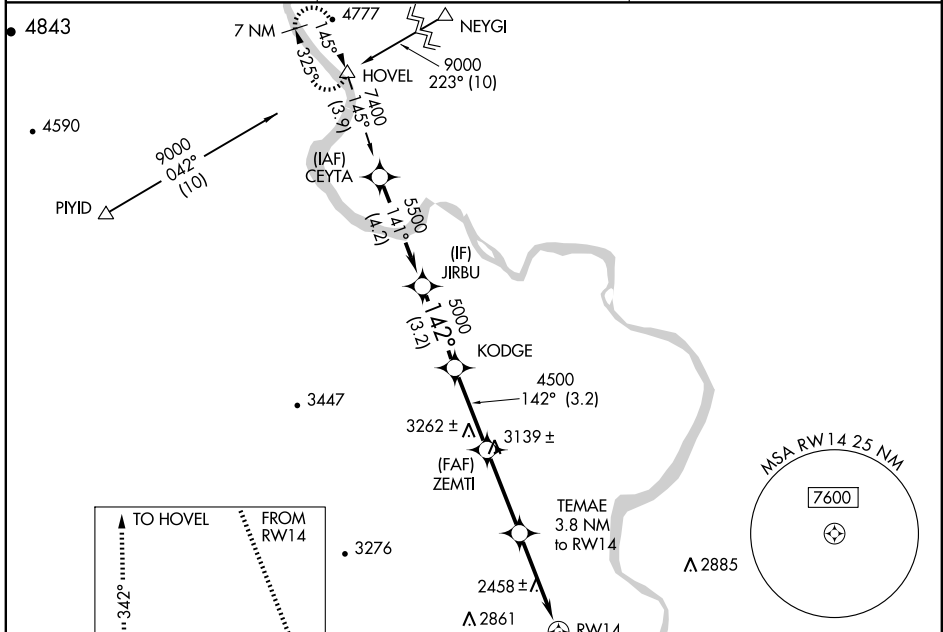 4843
4777
7 NM
145°
325°
NEYGI
HOVEL
9000
223° (10)
7400
145°
(3.9)
4590
9000
042°
(10)
PIYID
(IAF)
CEYTA
5500
141°
(4.2)
(IF)
JIRBU
5000
142°
(3.2)
KODGE
4500
142° (3.2)
3447
3262 ±
3139 ±
(FAF)
ZEMTI
MSA RW14 25 NM
7600
TEMAE
3.8 NM
to RW14
TO HOVEL
FROM
RW14
342°
3276
2885
2458 ±
2861
RW14